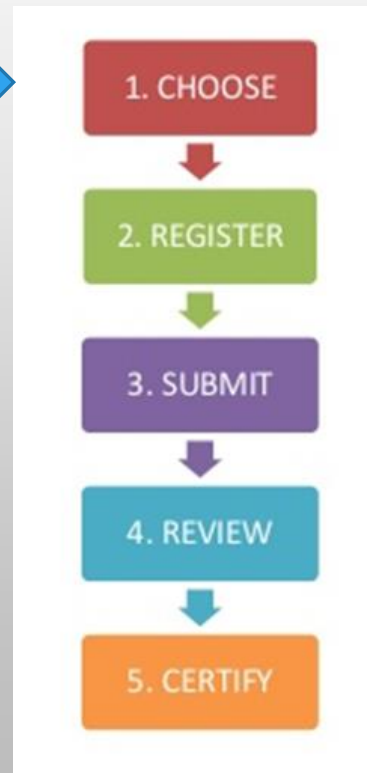 1. CHOOSE
2. REGISTER
3. SUBMIT
4. REVIEW
5. CERTIFY